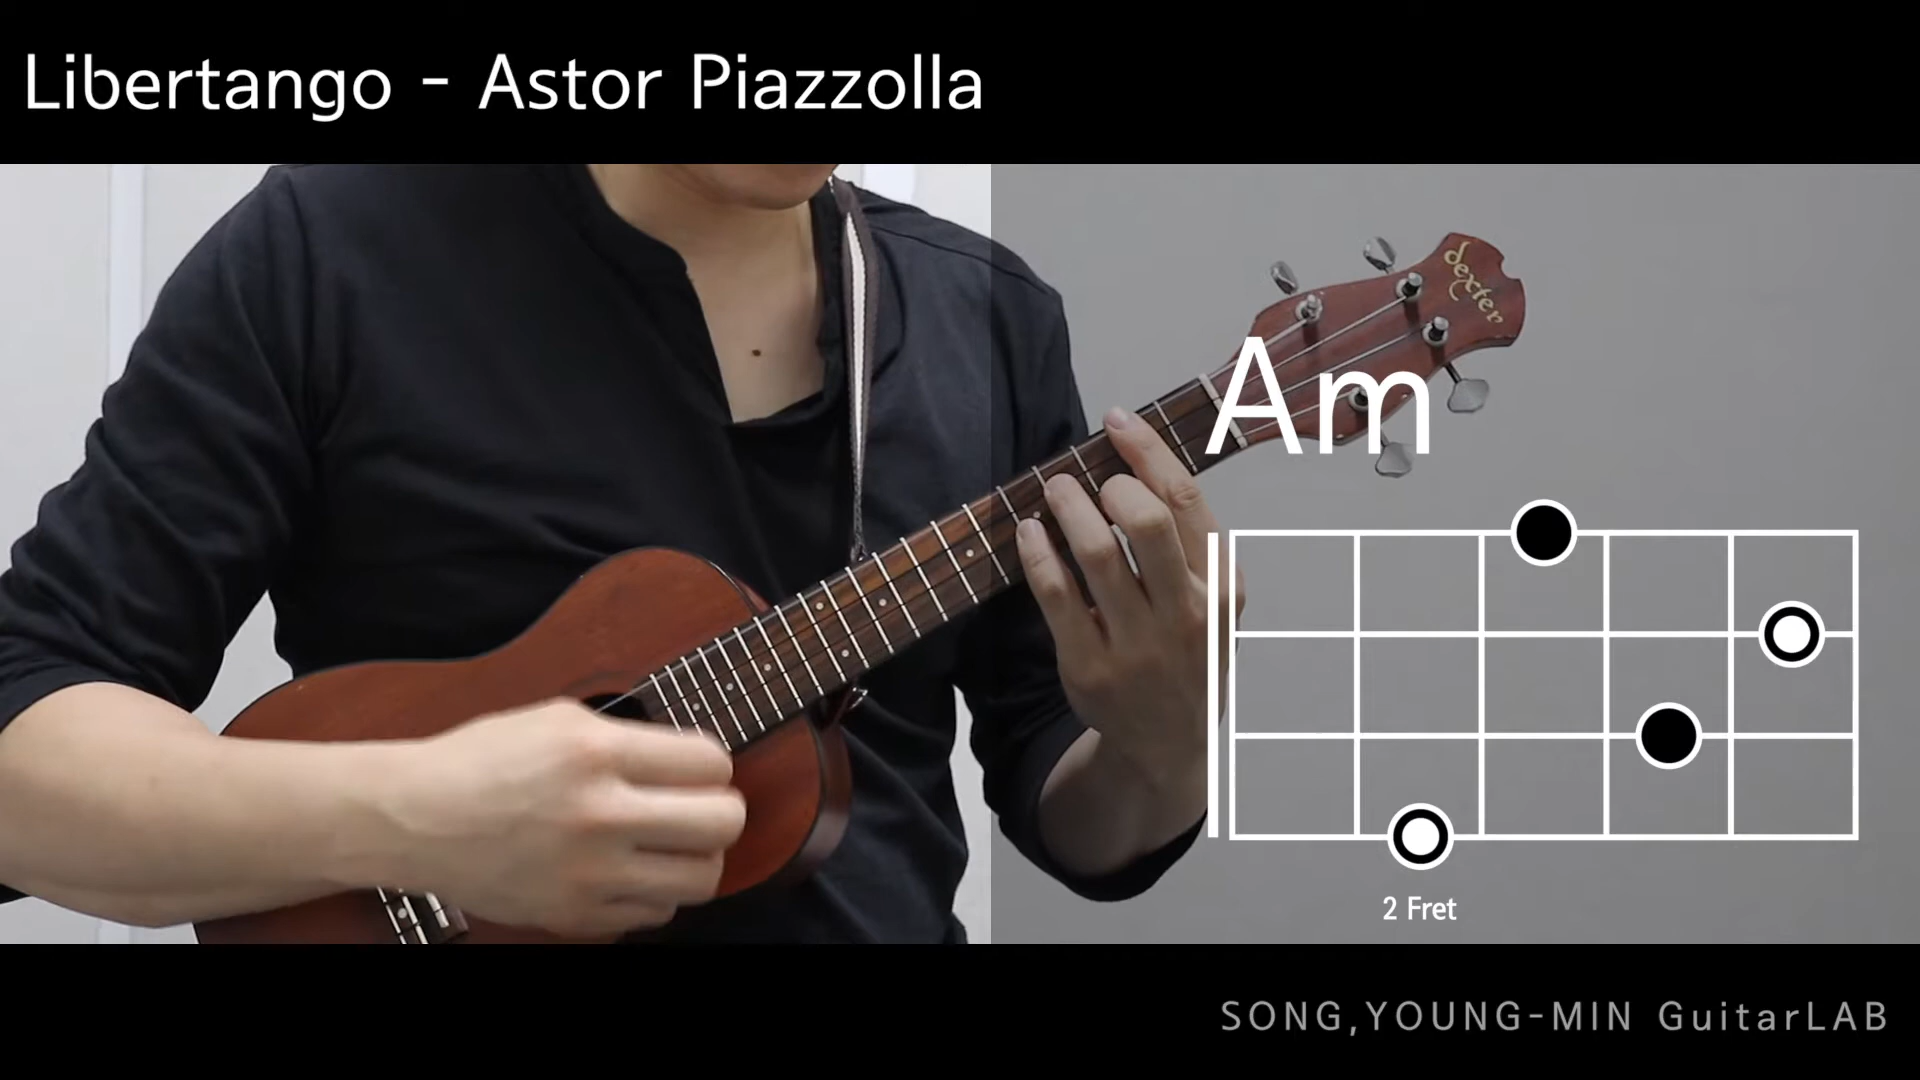 Libertango - Astor Piazzolla
dexter
Am
2 Fret
SONG,YOUNG-MIN GuitarLAB